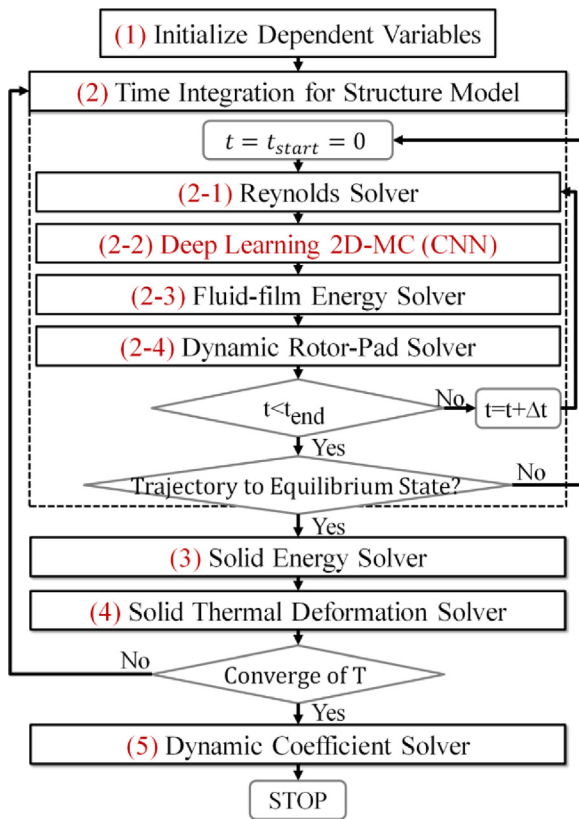 (1) Initialize Dependent Variables
(2) Time Integration for Structure Model
t = t_start = 0
(2-1) Reynolds Solver
(2-2) Deep Learning 2D-MC (CNN)
(2-3) Fluid-film Energy Solver
(2-4) Dynamic Rotor-Pad Solver
t<t_end
No
t=t+Δt
Yes
Trajectory to Equilibrium State?
No
Yes
(3) Solid Energy Solver
(4) Solid Thermal Deformation Solver
No
Converge of T
Yes
(5) Dynamic Coefficient Solver
STOP